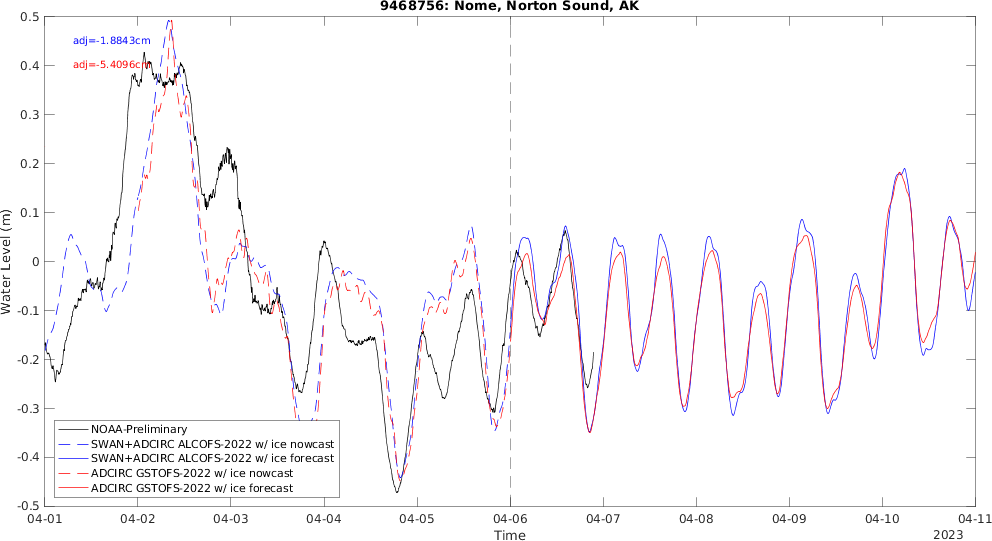 9468756: Nome, Norton Sound, AK
0.5
adj=-1.8843cm
0.4
adj=-5.4096cm
0.3
0.2
0.1
0
-0.1
-0.2
-0.3
-0.4
-0.5
Water Level (m)
NOAA-Preliminary
SWAN+ADCIRC ALCOFS-2022 w/ ice nowcast
SWAN+ADCIRC ALCOFS-2022 w/ ice forecast
ADCIRC GSTOFS-2022 w/ ice nowcast
ADCIRC GSTOFS-2022 w/ ice forecast
04-01 04-02 04-03 04-04 04-05 04-06 04-07 04-08 04-09 04-10 04-11
Time
2023